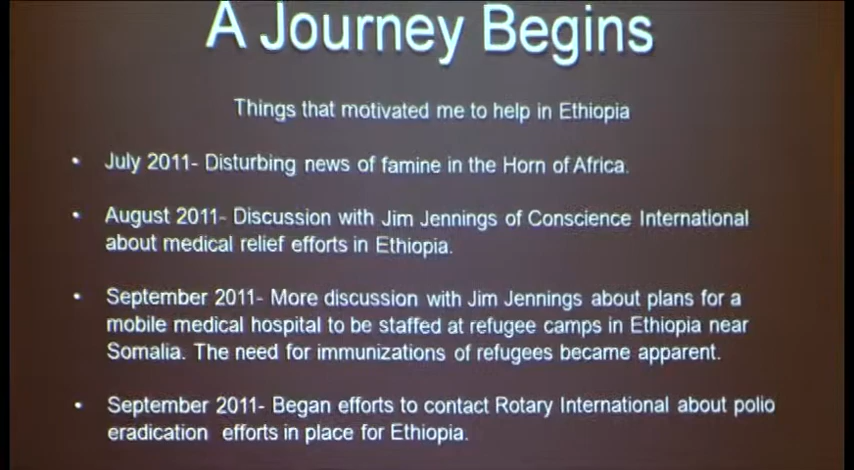 A Journey Begins
Things that motivated me to help in Ethiopia
• July 2011- Disturbing news of famine in the Horn of Africa.
• August 2011- Discussion with Jim Jennings of Conscience International
about medical relief efforts in Ethiopia.
• September 2011- More discussion with Jim Jennings about plans for a
mobile medical hospital to be staffed at refugee camps in Ethiopia near
Somalia. The need for immunizations of refugees became apparent.
• September 2011- Began efforts to contact Rotary International about polio
eradication efforts in place for Ethiopia.